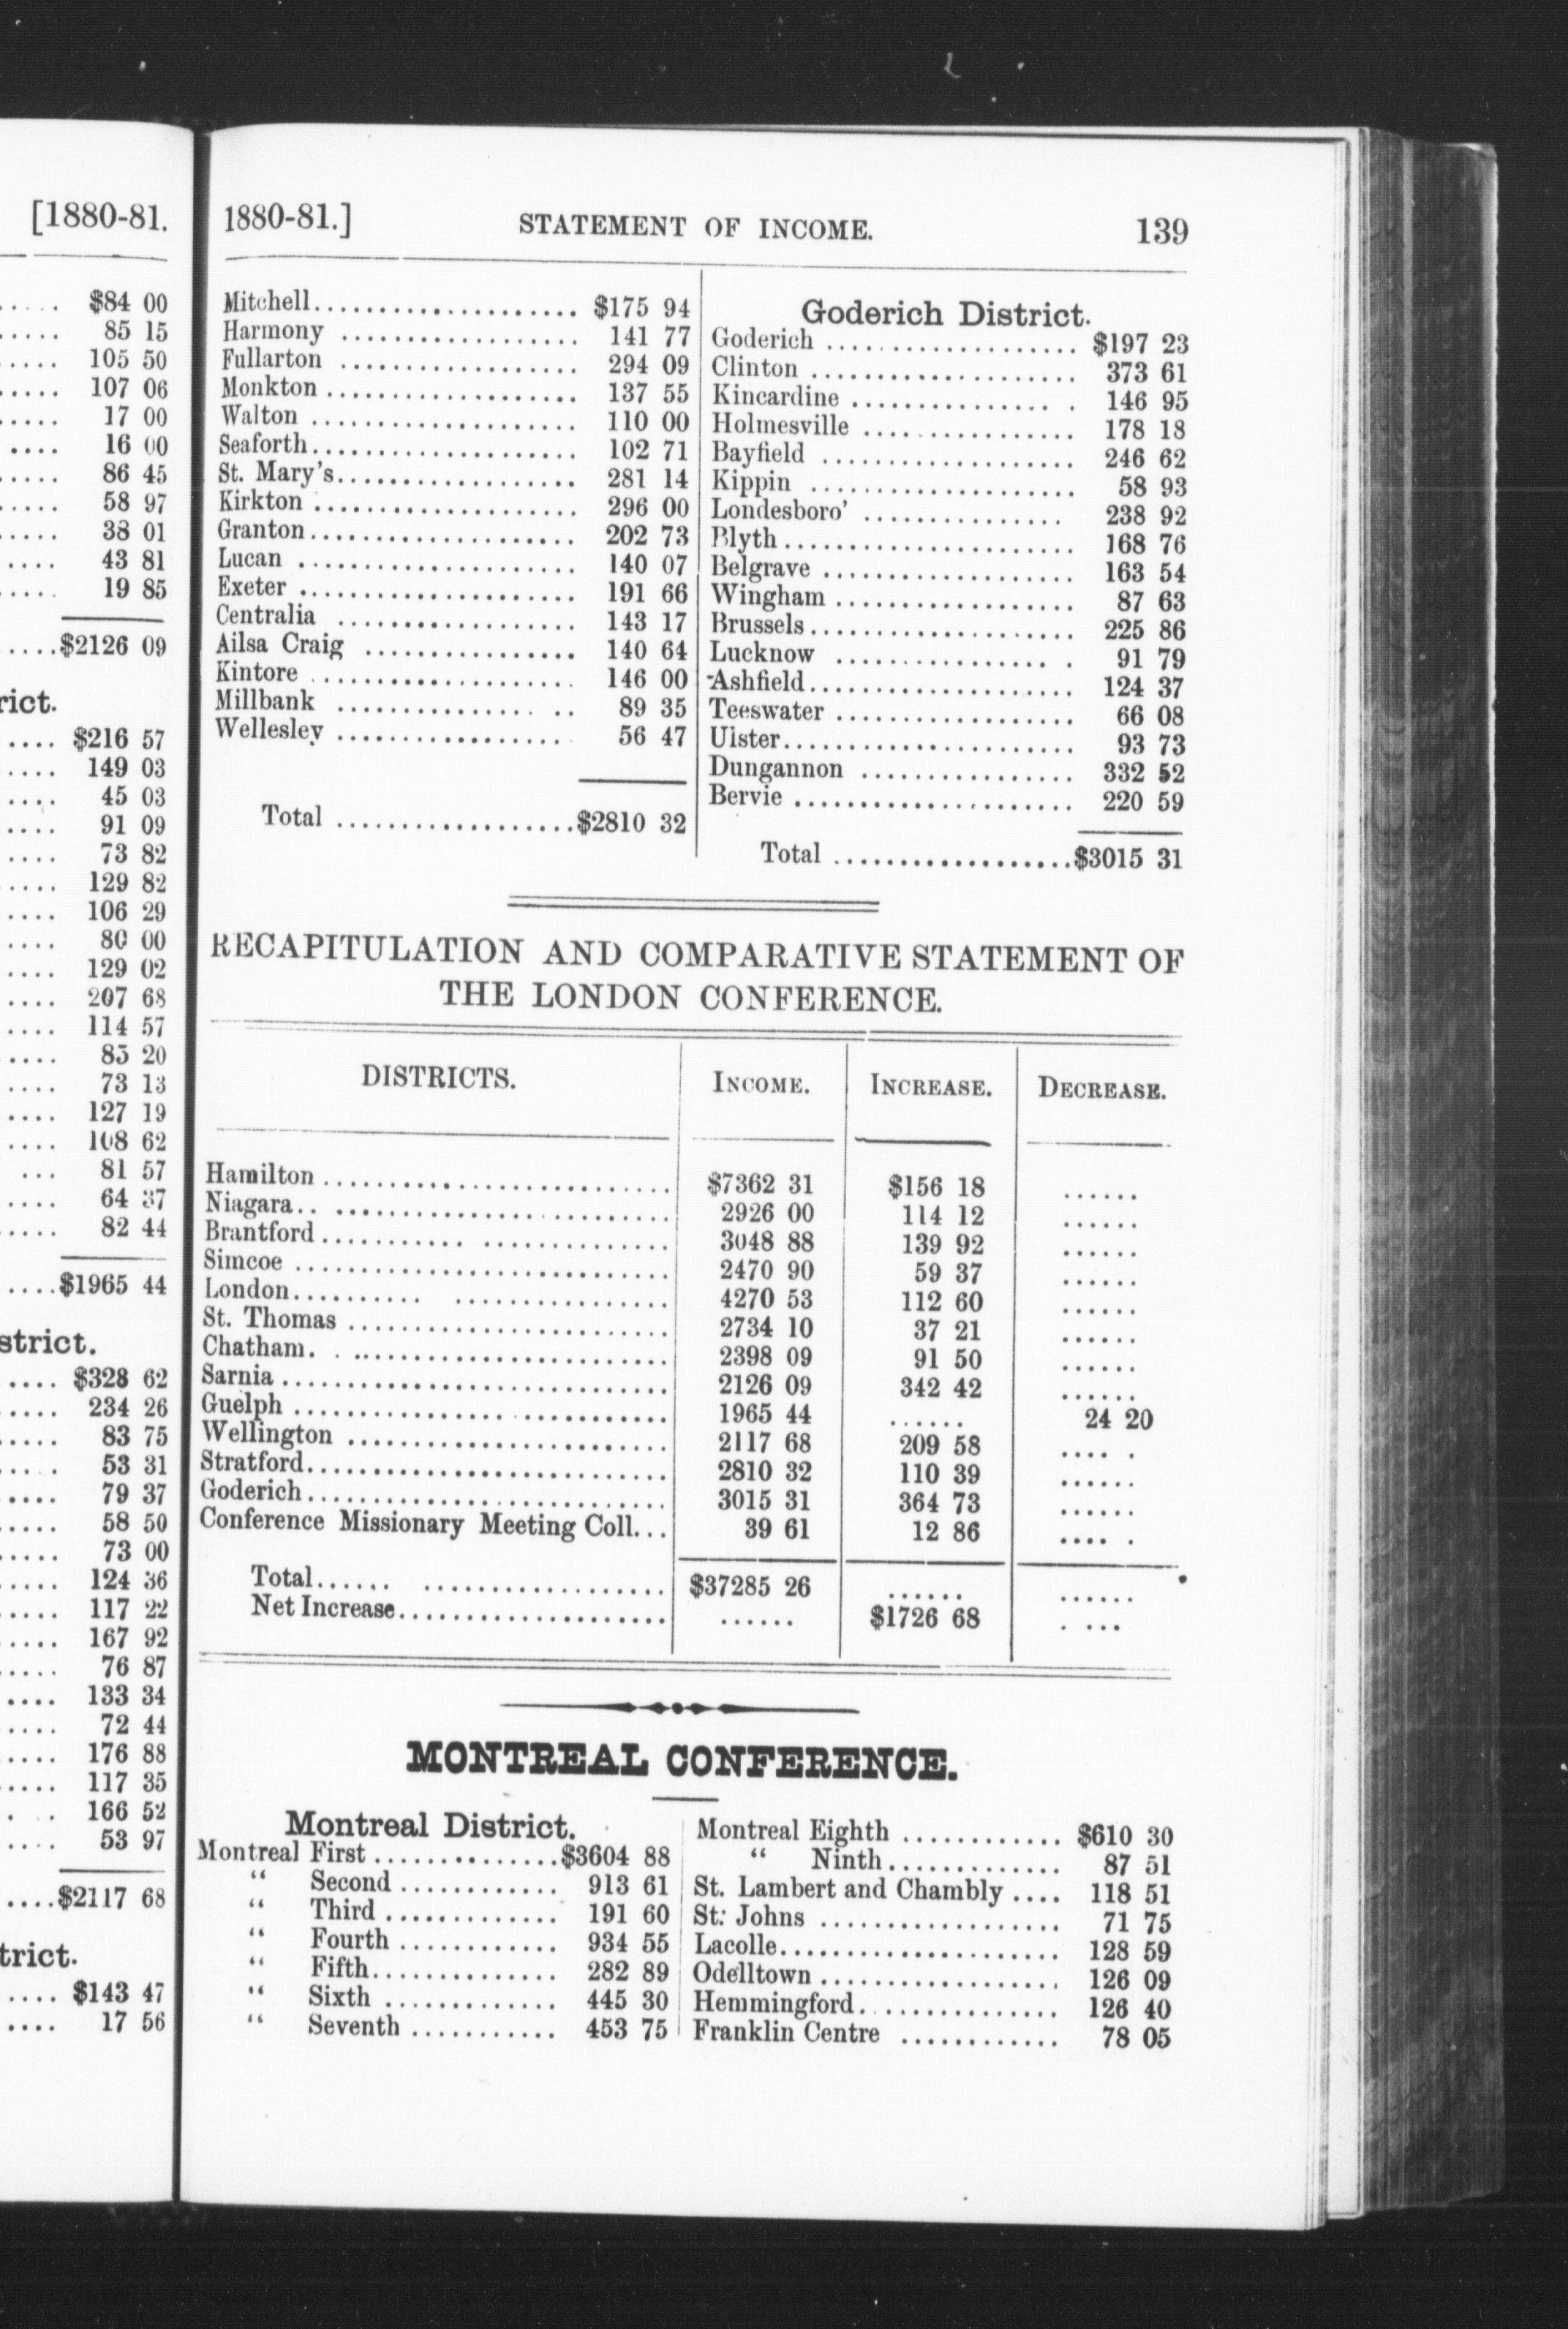 [1880-81.
..... $84 00
..... 85 15
..... 105 50
..... 107 06
..... 17 00
.... 16 00
..... 86 45
..... 58 97
..... 38 01
..... 43 81
..... 19 85
....$2126 09
rict.
.... $216 57
.... 149 03
.... 45 03
.... 91 09
.... 73 82
.... 129 82
.... 106 29
.... 80 00
.... 129 02
.... 207 68
.... 114 57
.... 85 20
.... 73 13
.... 127 19
.... 108 62
... 81 57
.... 64 37
.... 82 44
....$1965 44
strict.
.... $328 62
..... 234 26
..... 83 75
..... 53 31
..... 79 37
..... 58 50
..... 73 00
..... 124 36
..... 117 22
..... 167 92
..... 76 87
.... 133 34
.... 72 44
.... 176 88
..... 117 35
. . . 166 52
.... 53 97
....$2117 68
trict.
.... $143 47
.... 17 56
1880-81.] STATEMENT OF INCOME. 139
Mitchell.................... $175 94
Harmony .................. 141 77
Fullarton .................. 294 09
Monkton .................... 137 55
Walton ..................... 110 00
Seaforth..................... 102 71
St. Mary's................... 281 14
Kirkton ..................... 296 00
Granton..................... 202 73
Lucan ...................... 140 07
Exeter ...................... 191 66
Centralia ................... 143 17
Ailsa Craig ................. 140 64
Kintore ..................... 146 00
Millbank ............... .. 89 35
Wellesley ................... 56 47
Total ...................$2810 32
Goderich District.
Goderich .................... $197 23
Clinton ...................... 373 61
Kincardine ............... . 146 95
Holmesville ................. 178 18
Bayfield .................... 246 62
Kippin ...................... 58 93
Londesboro' ................ 238 92
Blyth........................ 168 76
Belgrave .................... 163 54
Wingham ................... 87 63
Brussels..................... 225 86
Lucknow ................. . 91 79
Ashfield..................... 124 37
Teeswater ................... 66 08
Ulster....................... 93 73
Dungannon ................. 332 52
Bervie ...................... 220 59
Total ...................$3015 31
RECAPITULATION AND COMPARATIVE STATEMENT OF
THE LONDON CONFERENCE.
DISTRICTS. INCOME. INCREASE. DECREASE.
Hamilton ............................ $7362 31 $156 18 ......
Niagara.. ........................... 2926 00 114 12 ......
Brantford ........... .............. 3048 88 139 92 ......
Simcoe ............................. 2470 90 59 37 ......
London.......... ................. 4270 53 112 60 ......
St. Thomas ......................... 2734 10 37 21 ......
Chatham. . ......................... 2398 09 91 50 ......
Sarnia .............................. 2126 09 342 42 ......
Guelph ............................. 1965 44 ...... 24 20
Wellington ......................... 2117 68 209 58 .... .
Stratford............................ 2810 32 110 39 ......
Goderich............................ 3015 31 364 73 ......
Conference Missionary Meeting Coll... 39 61 12 86 .... .
Total...... ................... $37285 26 ...... ......
Net Increase..................... ...... $1726 68 . ...
MONTREAL CONFERENCE.
Montreal District.
Montreal First ..............$3604 88
“ Second ............ 913 61
“ Third ............. 191 60
“ Fourth ............ 934 55
“ Fifth.............. 282 89
“ Sixth ............. 445 30
“ Seventh ........... 453 75
Montreal Eighth ............ $610 30
“ Ninth............. 87 51
St. Lambert and Chambly .... 118 51
St. Johns ................... 71 75
Lacolle...................... 128 59
Odelltown ................... 126 09
Hemmingford................ 126 40
Franklin Centre ............ 78 05